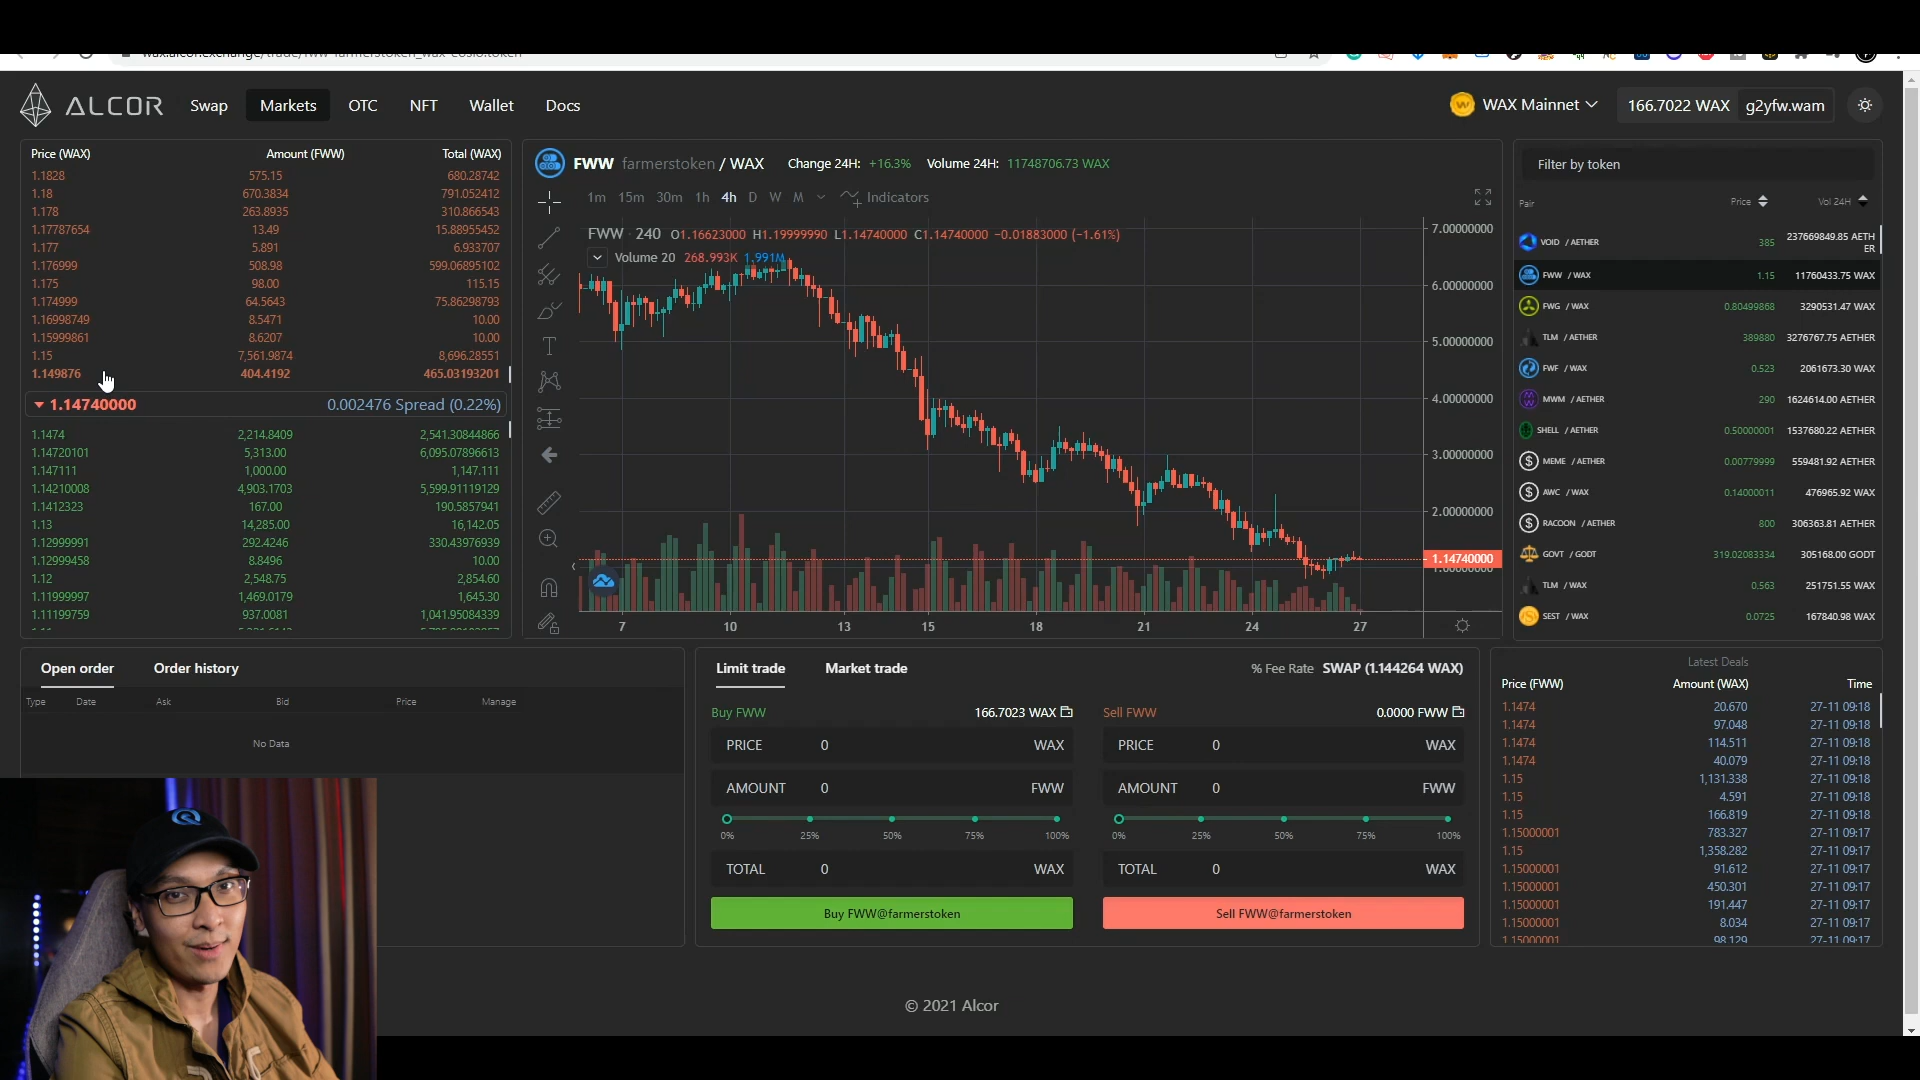 ALCOR Swap Markets OTC NFT Wallet Docs WAX Mainnet 166.7022 WAX g2yfw.wam
Price (WAX) Amount (FWW) Total (WAX)
1.1828 575.15 680.28742
1.18 670.3834 791.052412
1.178 263.8935 310.866543
1.17787654 13.49 15.88955452
1.177 5.891 6.933707
1.176999 508.98 599.06895102
1.175 98.00 115.15
1.174999 64.5643 75.86298793
1.16998749 8.5471 10.00
1.15999861 8.6207 10.00
1.15 7,561.9874 8,696.28551
1.149876 404.4192 465.03193201
1.14740000 0.002476 Spread (0.22%)
1.1474 2,214.8409 2,541.30844866
1.14720101 5,313.00 6,095.07896613
1.147111 1,000.00 1,147.111
1.14210008 4,903.1703 5,599.91119129
1.1412323 167.00 190.5857941
1.13 14,285.00 16,142.05
1.12999991 292.4246 330.43976939
1.12999458 8.8496 10.00
1.12 2,548.75 2,854.60
1.11999997 1,469.0179 1,645.30
1.11199759 937.0081 1,041.95084339
FWW farmerstoken / WAX Change 24H: +16.3% Volume 24H: 11748706.73 WAX
1m 15m 30m 1h 4h D W M Indicators
FWW 240 O1.16623000 H1.19999990 L1.14740000 C1.14740000 −0.01883000 (−1.61%)
Volume 20 268.993K 1.991M
7.00000000
6.00000000
5.00000000
4.00000000
3.00000000
2.00000000
1.14740000
7 10 13 15 18 21 24 27
Filter by token
Pair Price Vol 24H
VOID / AETHER 385 237669849.85 AETH
ER
FWW / WAX 1.15 11760433.75 WAX
FWG / WAX 0.80499868 3290531.47 WAX
TLM / AETHER 389880 3276767.75 AETHER
FWF / WAX 0.523 2061673.30 WAX
MWM / AETHER 290 1624614.00 AETHER
SHELL / AETHER 0.50000001 1537680.22 AETHER
MEME / AETHER 0.00779999 559481.92 AETHER
AWC / WAX 0.14000011 476965.92 WAX
RACOON / AETHER 800 306363.81 AETHER
GOVT / GODT 319.02083334 305168.00 GODT
TLM / WAX 0.563 251751.55 WAX
SEST / WAX 0.0725 167840.98 WAX
Open order Order history
Type Date Ask Bid Price Manage
No Data
Limit trade Market trade % Fee Rate SWAP (1.144264 WAX)
Buy FWW 166.7023 WAX Sell FWW 0.0000 FWW
PRICE 0 WAX PRICE 0 WAX
AMOUNT 0 FWW AMOUNT 0 FWW
0% 25% 50% 75% 100% 0% 25% 50% 75% 100%
TOTAL 0 WAX TOTAL 0 WAX
Buy FWW@farmerstoken Sell FWW@farmerstoken
Latest Deals
Price (FWW) Amount (WAX) Time
1.1474 20.670 27-11 09:18
1.1474 97.048 27-11 09:18
1.1474 114.511 27-11 09:18
1.1474 40.079 27-11 09:18
1.15 1,131.338 27-11 09:18
1.15 4.591 27-11 09:18
1.15 166.819 27-11 09:18
1.15000001 783.327 27-11 09:17
1.15 1,358.282 27-11 09:17
1.15000001 91.612 27-11 09:17
1.15000001 450.301 27-11 09:17
1.15000001 191.447 27-11 09:17
1.15000001 8.034 27-11 09:17
1.15000001 98.129 27-11 09:17
© 2021 Alcor